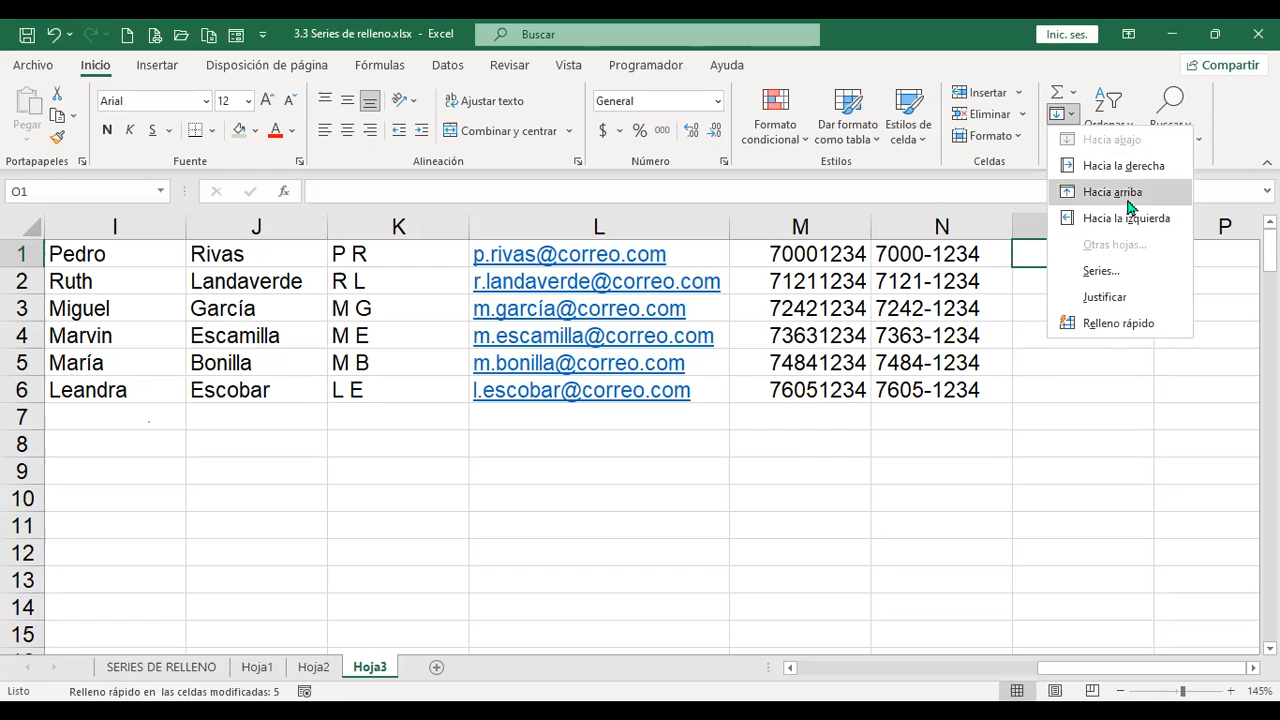 3.3 Series de relleno.xlsx - Excel
Buscar
Inic. ses.
Archivo Inicio Insertar Disposición de página Fórmulas Datos Revisar Vista Programador Ayuda
Compartir
Pegar
Arial 12
N K S
Ajustar texto
Combinar y centrar
General
$ % 000
Formato condicional
Dar formato como tabla
Estilos de celda
Insertar
Eliminar
Formato
Ordenar y
Buscar y
Portapapeles Fuente Alineación Número Estilos Celdas
Hacia abajo
Hacia la derecha
Hacia arriba
Hacia la izquierda
Otras hojas...
Series...
Justificar
Relleno rápido
O1
fx
I J K L M N P
1 Pedro Rivas P R p.rivas@correo.com 70001234 7000-1234
2 Ruth Landaverde R L r.landaverde@correo.com 71211234 7121-1234
3 Miguel García M G m.garcía@correo.com 72421234 7242-1234
4 Marvin Escamilla M E m.escamilla@correo.com 73631234 7363-1234
5 María Bonilla M B m.bonilla@correo.com 74841234 7484-1234
6 Leandra Escobar L E l.escobar@correo.com 76051234 7605-1234
7
8
9
10
11
12
13
14
15
SERIES DE RELLENO Hoja1 Hoja2 Hoja3
Listo Relleno rápido en las celdas modificadas: 5 145%